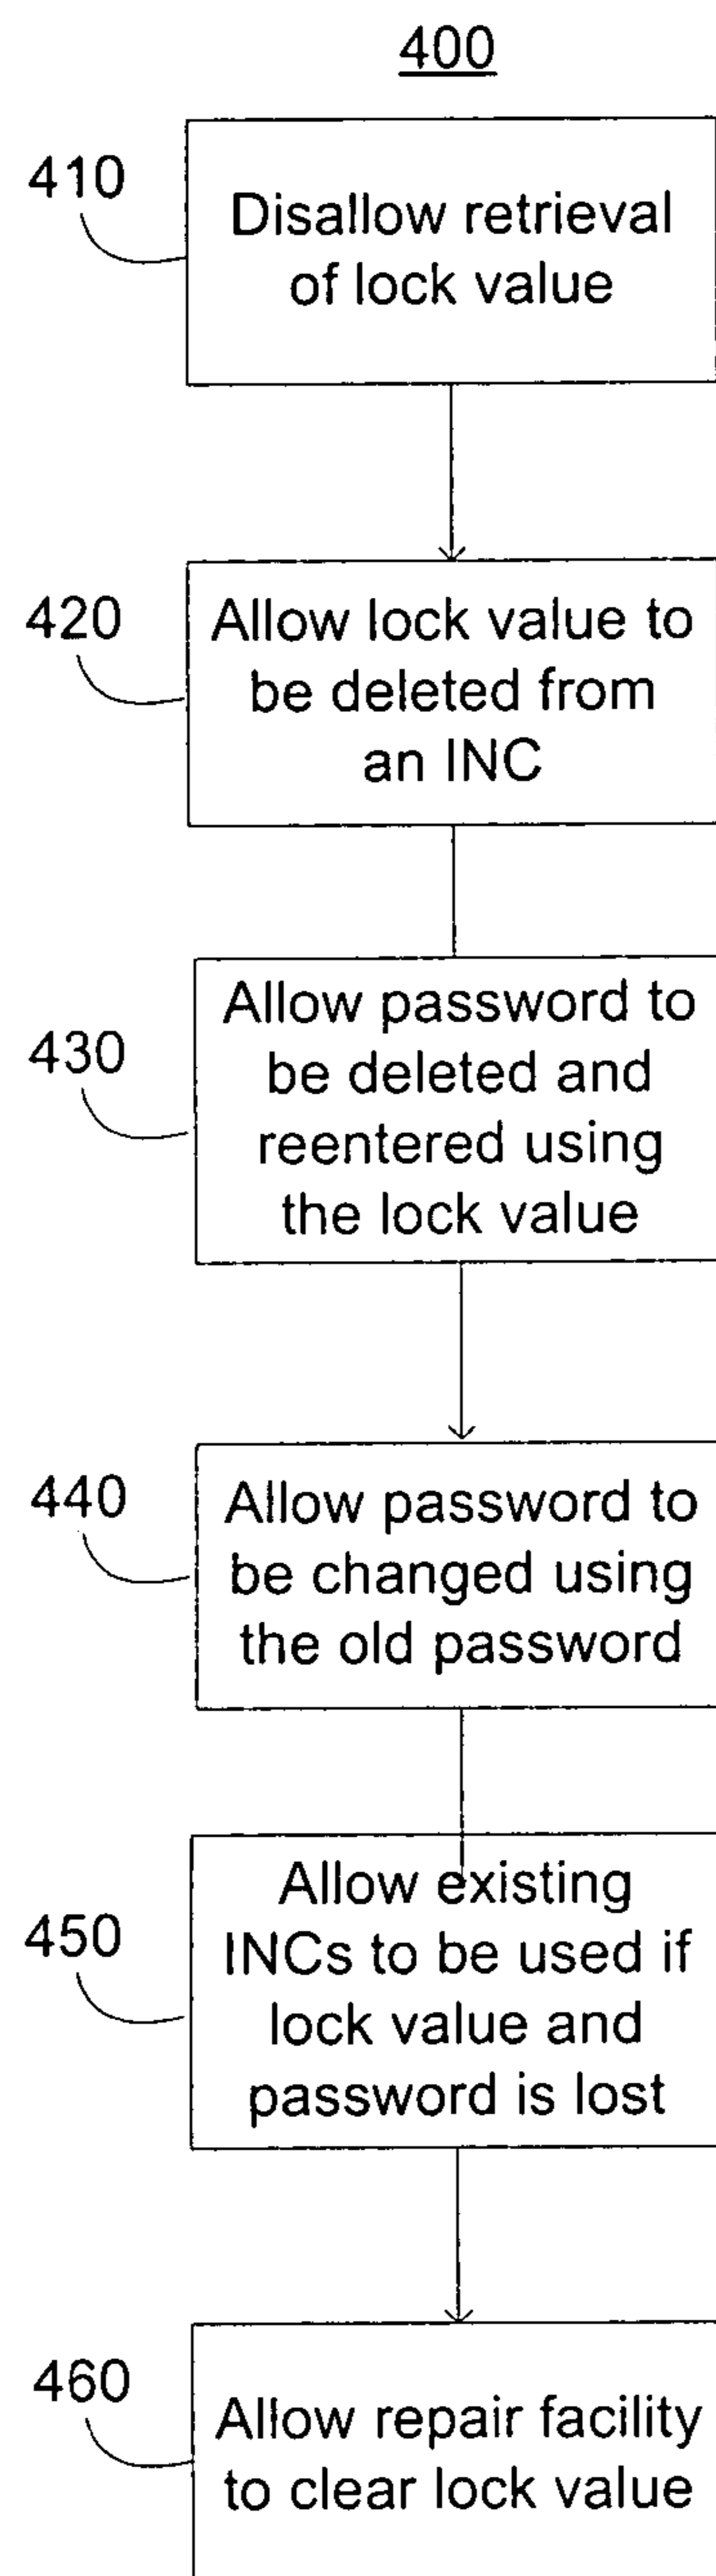 400
410
Disallow retrieval
of lock value
420
Allow lock value to
be deleted from
an INC
430
Allow password to
be deleted and
reentered using
the lock value
440
Allow password to
be changed using
the old password
450
Allow existing
INCs to be used if
lock value and
password is lost
460
Allow repair facility
to clear lock value